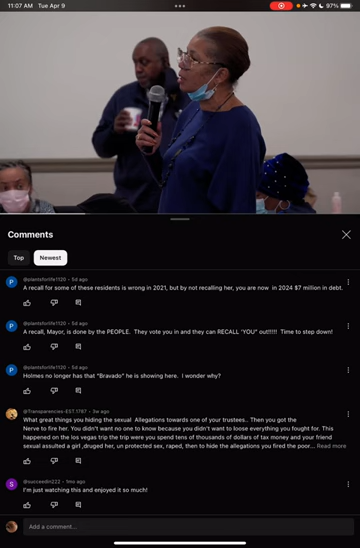 11:07 AM Tue Apr 9
97%
Comments
Top
Newest
P
@plantsforlife1120 • 5d ago
A recall for some of these residents is wrong in 2021, but by not recalling her, you are now in 2024 $7 million in debt.
P
@plantsforlife1120 • 5d ago
A recall, Mayor, is done by the PEOPLE. They vote you in and they can RECALL 'YOU" out!!!!! Time to step down!
P
@plantsforlife1120 • 5d ago
Holmes no longer has that "Bravado" he is showing here. I wonder why?
@Transparencies-EST.1767 • 3w ago
What great things you hiding the sexual Allegations towards one of your trustees.. Then you got the
Nerve to fire her. You didn't want no one to know because you didn't want to loose everything you fought for. This
happened on the los vegas trip the trip were you spend tens of thousands of dollars of tax money and your friend
sexual assulted a girl ,druged her, un protected sex, raped, then to hide the allegations you fired the poor... Read more
S
@succeedin222 • 1mo ago
I'm just watching this and enjoyed it so much!
Add a comment...